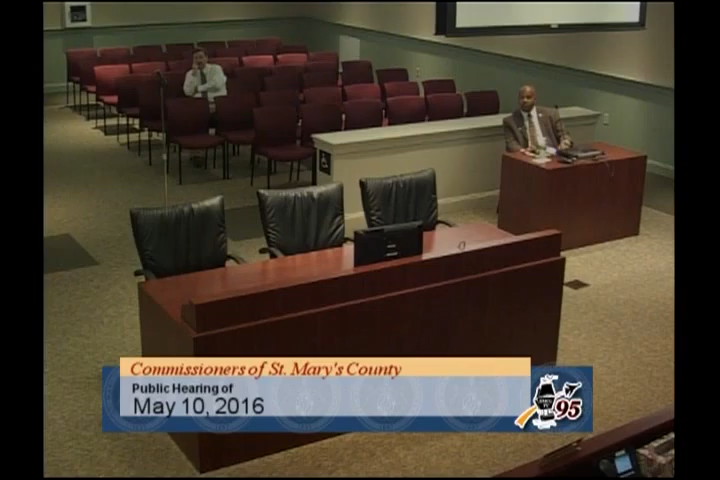 Commissioners of St. Mary's County
Public Hearing of
May 10, 2016
95